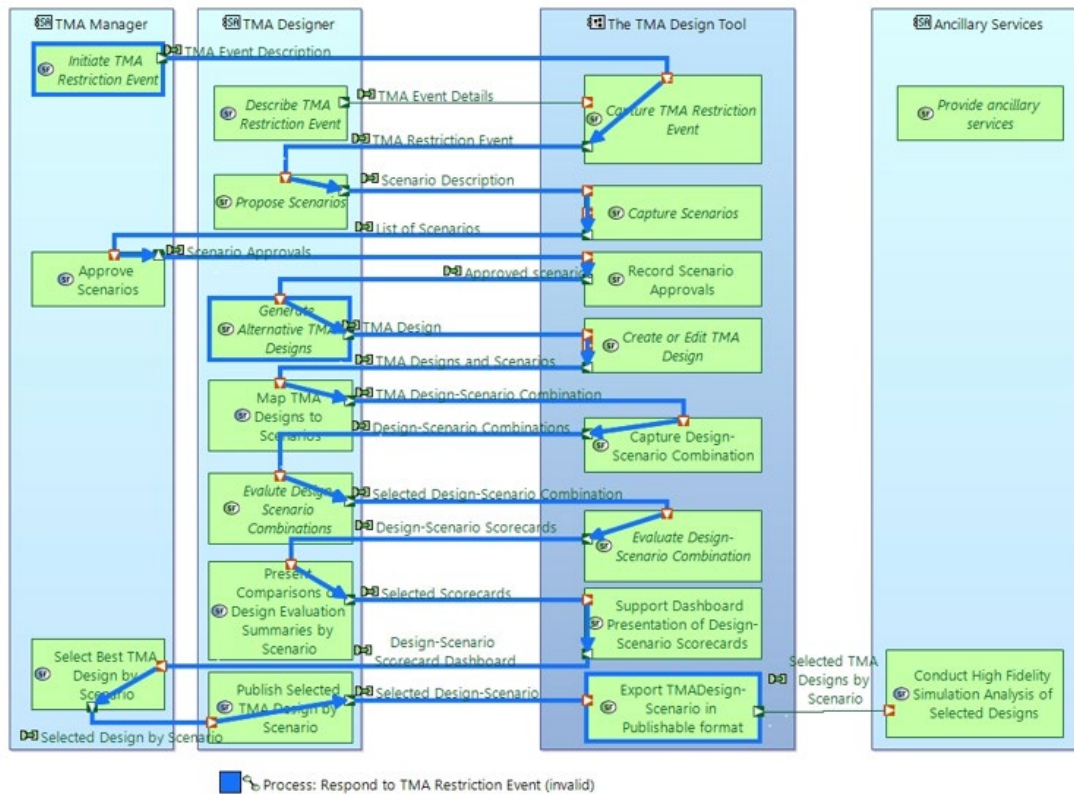 TMA Manager
TMA Designer
The TMA Design Tool
Ancillary Services
TMA Event Description
Initiate TMA
Restriction Event
Describe TMA
Restriction Event
TMA Event Details
Capture TMA Restriction
Event
Provide ancillary
services
TMA Restriction Event
Propose Scenarios
Scenario Description
Capture Scenarios
List of Scenarios
Approve
Scenarios
Scenario Approvals
Approved scenario
Record Scenario
Approvals
Generate
Alternative TMA
Designs
TMA Design
Create or Edit TMA
Design
TMA Designs and Scenarios
Map TMA
Designs to
Scenarios
TMA Design-Scenario Combination
Design-Scenario Combinations
Capture Design-
Scenario Combination
Evalute Design-
Scenario
Combinations
Selected Design-Scenario Combination
Design-Scenario Scorecards
Evaluate Design-
Scenario Combination
Present
Comparisons of
Design Evaluation
Summaries by
Scenario
Selected Scorecards
Support Dashboard
Presentation of Design-
Scenario Scorecards
Design-Scenario
Scorecard Dashboard
Select Best TMA
Design by
Scenario
Publish Selected
TMA Design by
Scenario
Selected Design-Scenario
Export TMADesign-
Scenario in
Publishable format
Selected TMA
Designs by
Scenario
Conduct High Fidelity
Simulation Analysis of
Selected Designs
Selected Design by Scenario
Process: Respond to TMA Restriction Event (invalid)